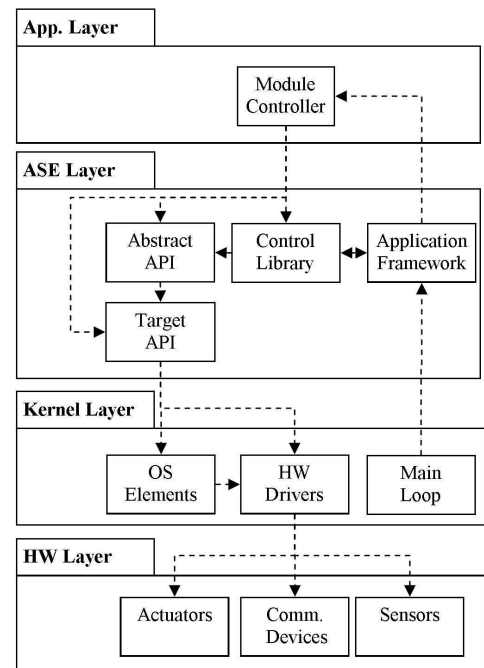 App. Layer
Module
Controller
ASE Layer
Abstract
API
Control
Library
Application
Framework
Target
API
Kernel Layer
OS
Elements
HW
Drivers
Main
Loop
HW Layer
Actuators
Comm.
Devices
Sensors